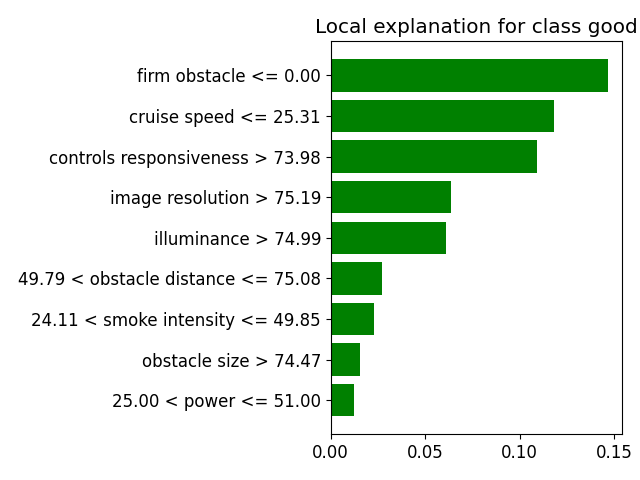 Local explanation for class good
firm obstacle <= 0.00
cruise speed <= 25.31
controls responsiveness > 73.98
image resolution > 75.19
illuminance > 74.99
49.79 < obstacle distance <= 75.08
24.11 < smoke intensity <= 49.85
obstacle size > 74.47
25.00 < power <= 51.00
0.00 0.05 0.10 0.15